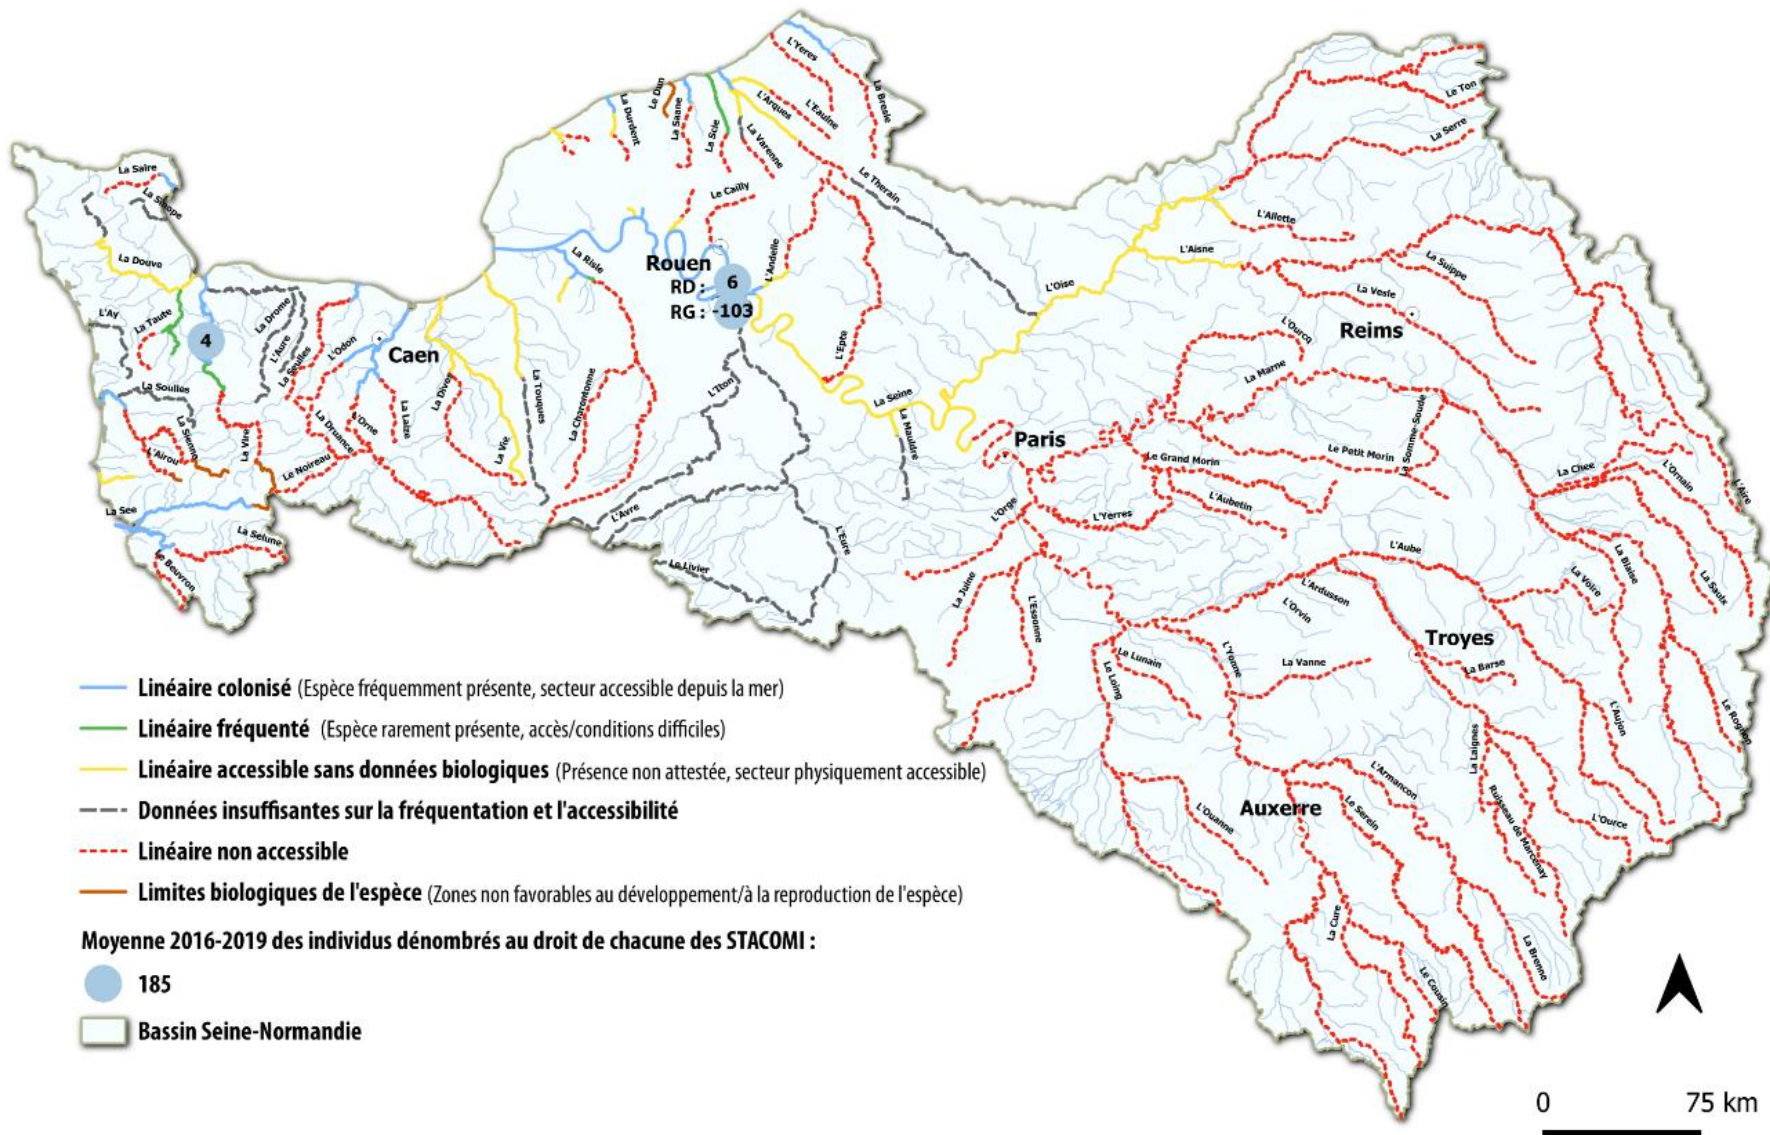 L'Yeres
La Bresle
L'Eaulne
L'Arques
La Varenne
La Scie
La Saane
Le Dun
La Durdent
Le Ton
La Serre
La Saire
La Sinope
Le Cailly
Le Therain
L'Ailette
L'Aisne
La Suippe
La Douve
La Risle
Rouen
RD :
6
RG :
-103
L'Andelle
L'Oise
La Vesle
Reims
L'Ay
La Taute
4
La Drome
L'Aure
La Seulles
L'Odon
Caen
L'Epte
L'Ourcq
La Marne
La Soulles
La Sienne
L'Airou
La Vire
La Druance
L'Orne
La Laize
La Dives
La Vie
La Touques
La Charentonne
L'Iton
La Seine
La Mauldre
Paris
Le Grand Morin
Le Petit Morin
La Somme-Soude
Le Noireau
L'Aubetin
L'Yerres
L'Orge
La Chee
L'Ornain
L'Aire
La See
La Selune
Le Beuvron
L'Avre
L'Eure
Le Livier
La Juine
L'Essonne
L'Aube
L'Ardusson
L'Orvin
La Voire
La Blaise
La Saulx
Troyes
La Barse
Le Lunain
Le Loing
L'Yonne
La Vanne
L'Aujon
Le Rognon
La Laignes
L'Armançon
Auxerre
Le Serein
L'Ouanne
Ruisseau de Marcenay
L'Ource
La Cure
Le Cousin
La Brenne
Linéaire colonisé (Espèce fréquemment présente, secteur accessible depuis la mer)
Linéaire fréquenté (Espèce rarement présente, accès/conditions difficiles)
Linéaire accessible sans données biologiques (Présence non attestée, secteur physiquement accessible)
Données insuffisantes sur la fréquentation et l'accessibilité
Linéaire non accessible
Limites biologiques de l'espèce (Zones non favorables au développement/à la reproduction de l'espèce)
Moyenne 2016-2019 des individus dénombrés au droit de chacune des STACOMI :
185
Bassin Seine-Normandie
0 75 km